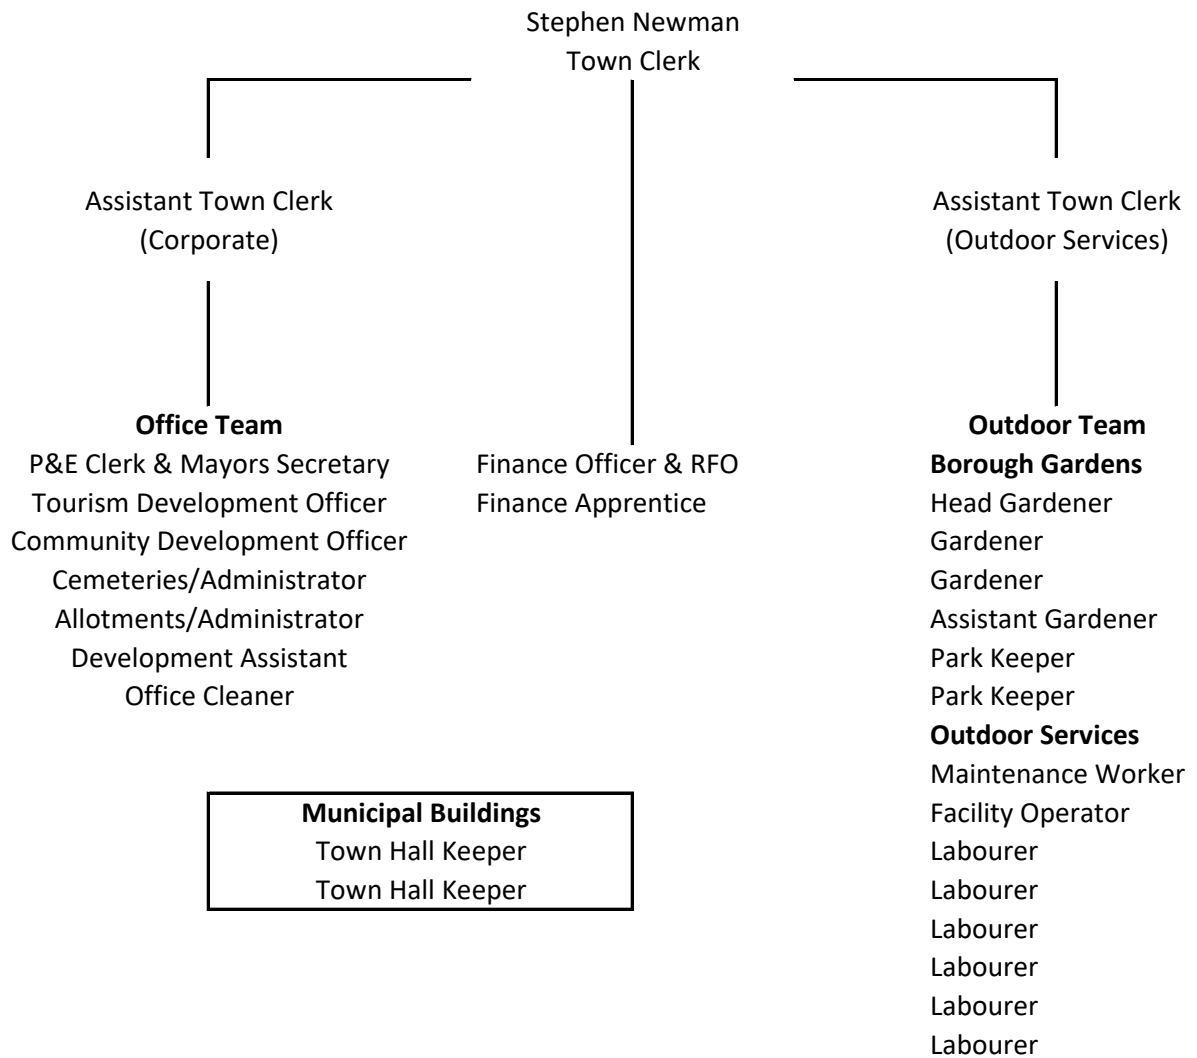 Stephen Newman
Town Clerk
Assistant Town Clerk
(Corporate)
Assistant Town Clerk
(Outdoor Services)
Office Team
P&E Clerk & Mayors Secretary
Tourism Development Officer
Community Development Officer
Cemeteries/Administrator
Allotments/Administrator
Development Assistant
Office Cleaner
Finance Officer & RFO
Finance Apprentice
Outdoor Team
Borough Gardens
Head Gardener
Gardener
Gardener
Assistant Gardener
Park Keeper
Park Keeper
Outdoor Services
Maintenance Worker
Facility Operator
Labourer
Labourer
Labourer
Labourer
Labourer
Labourer
Municipal Buildings
Town Hall Keeper
Town Hall Keeper